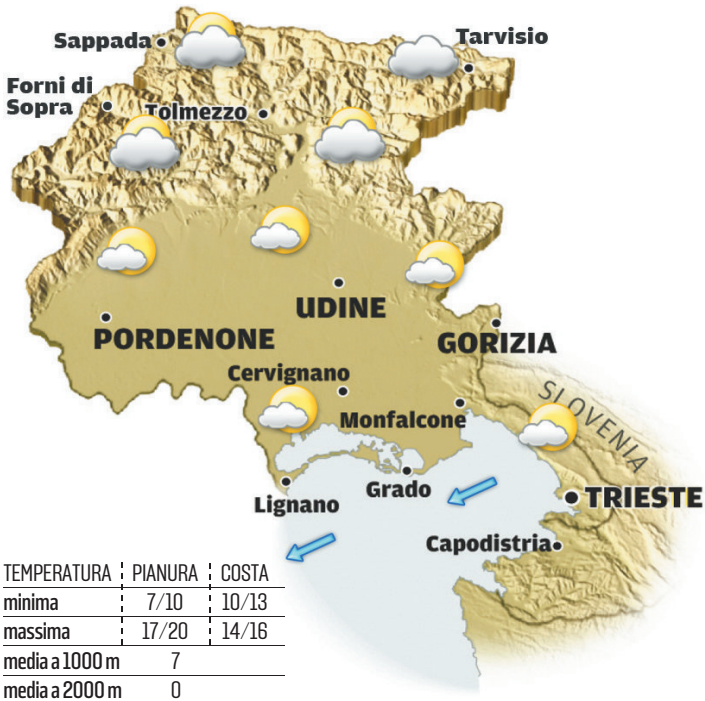 Sappada
Tarvisio
Forni di
Sopra
Tolmezzo
UDINE
PORDENONE
GORIZIA
Cervignano
Monfalcone
SLOVENIA
Grado
Lignano
TRIESTE
Capodistria
TEMPERATURA PIANURA COSTA
minima 7/10 10/13
massima 17/20 14/16
media a 1000 m 7
media a 2000 m 0